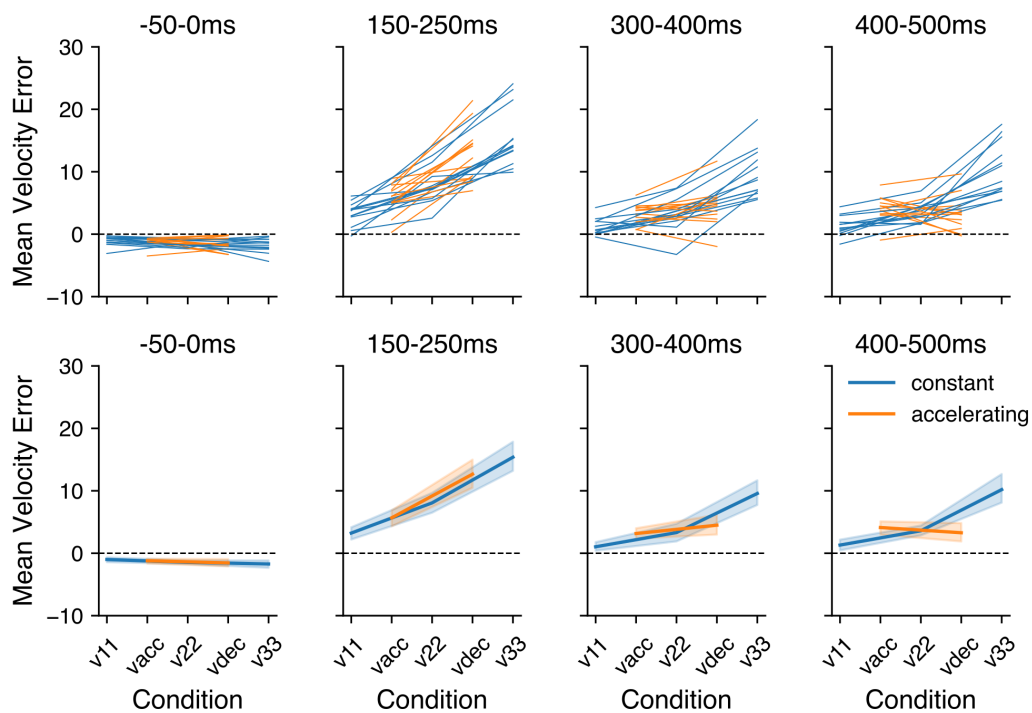 -50-0ms
150-250ms
300-400ms
400-500ms
Mean Velocity Error
30
20
10
0
−10
-50-0ms
150-250ms
300-400ms
400-500ms
Mean Velocity Error
30
20
10
0
−10
constant
accelerating
v11 vacc v22 vdec v33
v11 vacc v22 vdec v33
v11 vacc v22 vdec v33
v11 vacc v22 vdec v33
Condition
Condition
Condition
Condition